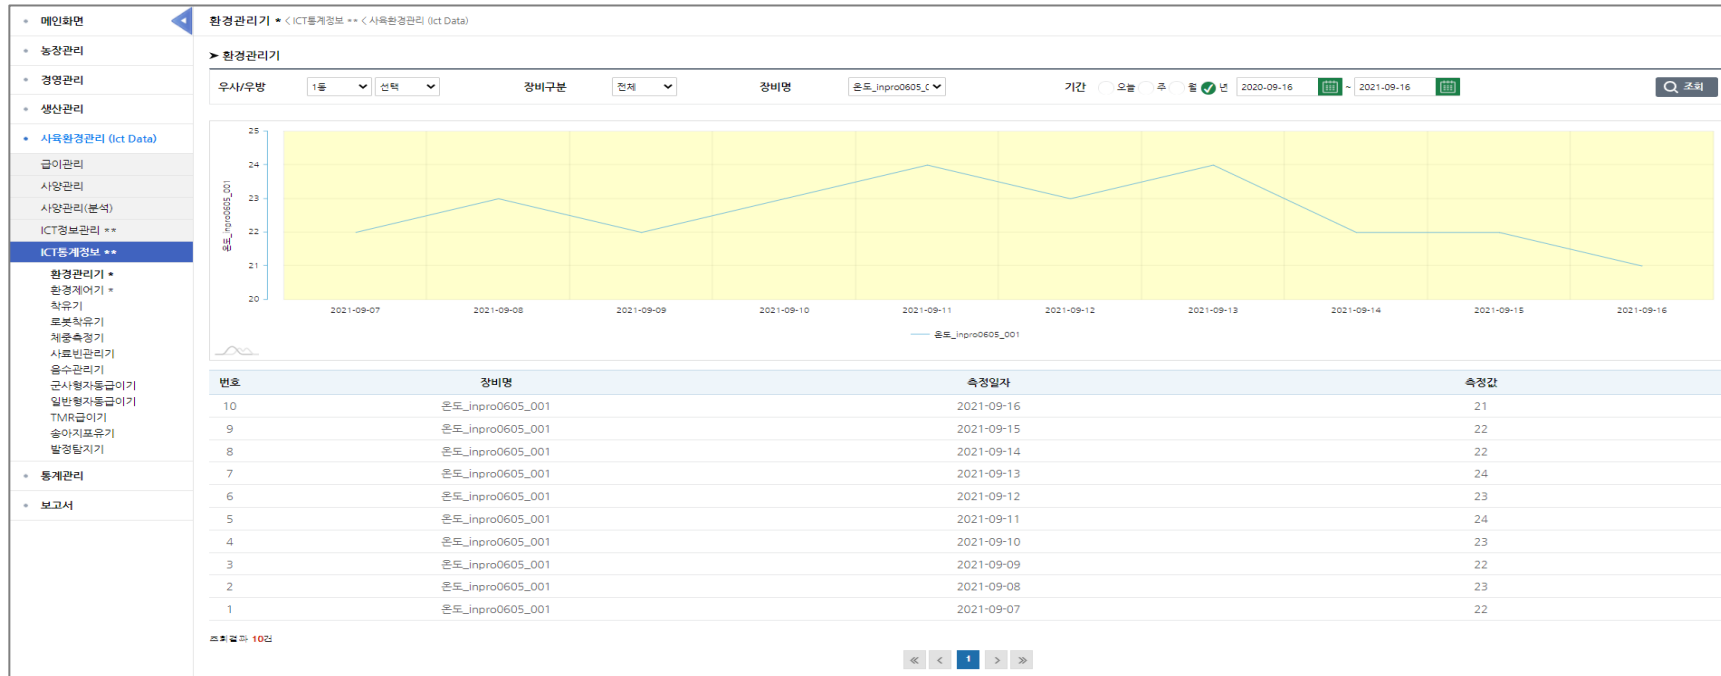 메인화면
농장관리
경영관리
생산관리
사육환경관리 (Ict Data)
급이관리
사양관리
사양관리(분석)
ICT정보관리 **
ICT통계정보 **
환경관리기 *
환경제어기 *
착유기
로봇착유기
체중측정기
사료빈관리기
음수관리기
군사형자동급이기
일반형자동급이기
TMR급이기
송아지포유기
발정탐지기
통계관리
보고서
환경관리기 * < ICT통계정보 ** < 사육환경관리 (Ict Data)
➤ 환경관리기
우사/우방 1동 선택 장비구분 전체 장비명 온도_inpro0605_0 기간 오늘 주 월 년 2020-09-16 ~ 2021-09-16 조회
25
24
23
22
21
20
온도_inpro0605_001
2021-09-07 2021-09-08 2021-09-09 2021-09-10 2021-09-11 2021-09-12 2021-09-13 2021-09-14 2021-09-15 2021-09-16
온도_inpro0605_001
번호 장비명 측정일자 측정값
10 온도_inpro0605_001 2021-09-16 21
9 온도_inpro0605_001 2021-09-15 22
8 온도_inpro0605_001 2021-09-14 22
7 온도_inpro0605_001 2021-09-13 24
6 온도_inpro0605_001 2021-09-12 23
5 온도_inpro0605_001 2021-09-11 24
4 온도_inpro0605_001 2021-09-10 23
3 온도_inpro0605_001 2021-09-09 22
2 온도_inpro0605_001 2021-09-08 23
1 온도_inpro0605_001 2021-09-07 22
조회결과 10건
« < 1 > »